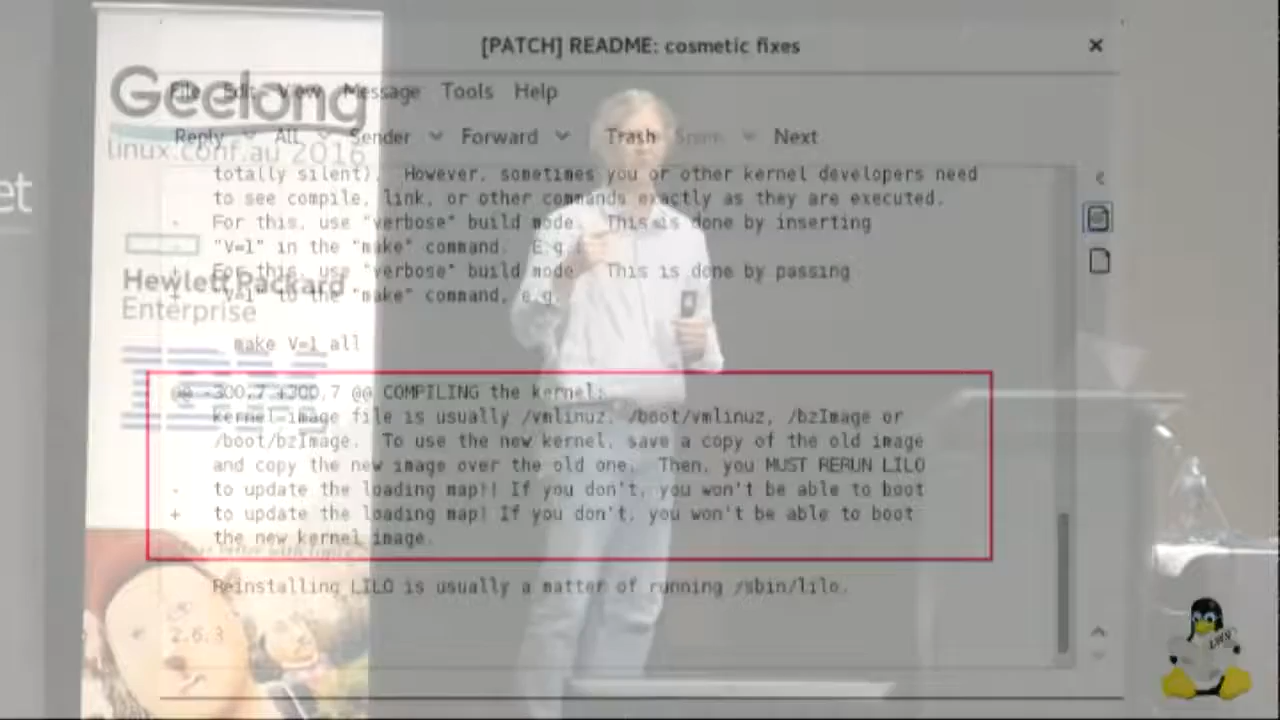 [PATCH] README: cosmetic fixes
File Edit View Message Tools Help
Reply All Sender Forward Trash Spam Next
totally silent). However, sometimes you or other kernel developers need
to see compile, link, or other commands exactly as they are executed.
- For this, use "verbose" build mode. This is done by inserting
- "V=1" in the "make" command. E.g.:
+ For this, use "verbose" build mode. This is done by passing
+ "V=1" to the "make" command, e.g.
make V=1 all
@@ -300,7 +300,7 @@ COMPILING the kernel:
kernel image file is usually /vmlinuz, /boot/vmlinuz, /bzImage or
/boot/bzImage. To use the new kernel, save a copy of the old image
and copy the new image over the old one. Then, you MUST RERUN LILO
- to update the loading map!! If you don't, you won't be able to boot
+ to update the loading map! If you don't, you won't be able to boot
the new kernel image.
Reinstalling LILO is usually a matter of running /sbin/lilo.
2.6.3
Geelong
linux.conf.au 2016
Hewlett Packard
Enterprise
IBM
et
LWN